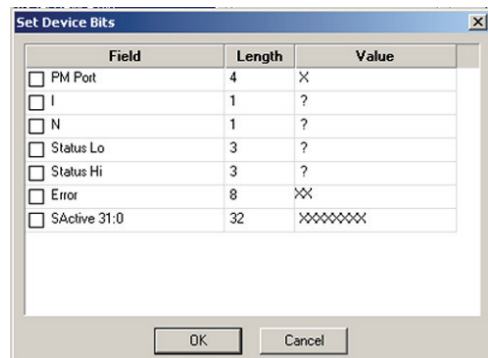 Set Device Bits
Field Length Value
PM Port 4 X
I 1 ?
N 1 ?
Status Lo 3 ?
Status Hi 3 ?
Error 8 XX
SActive 31:0 32 XXXXXXXX
OK Cancel